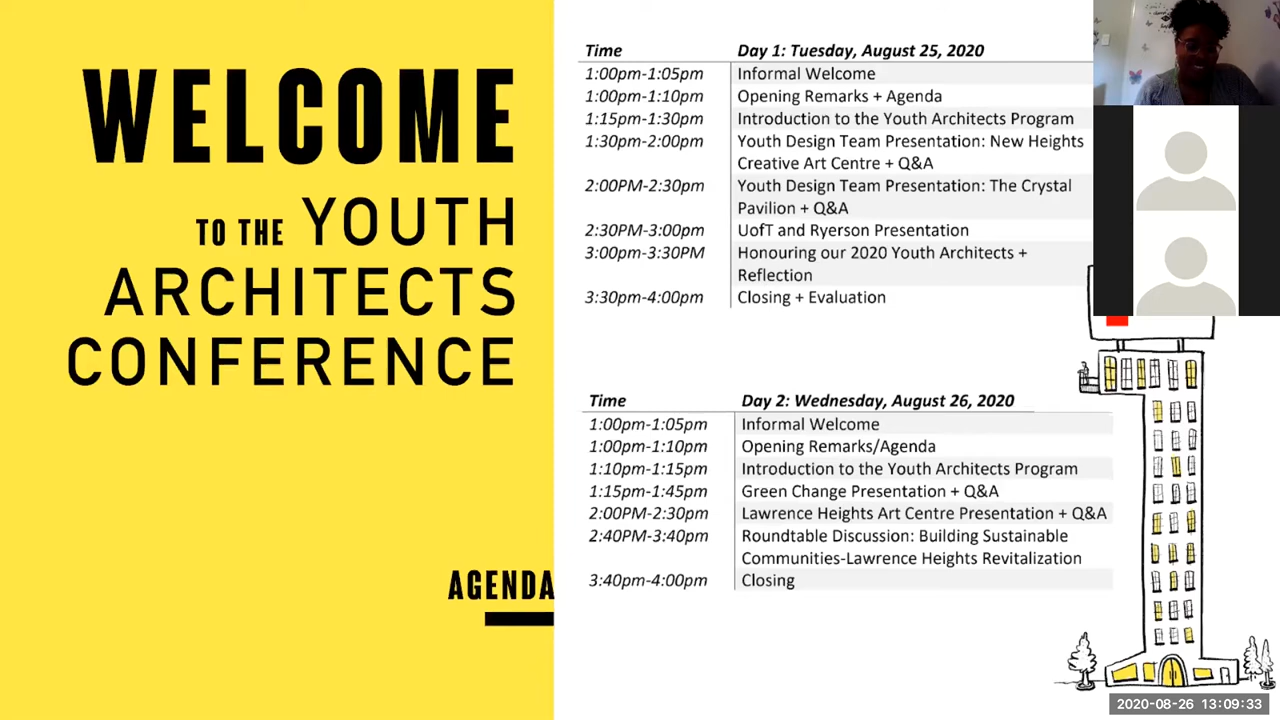 WELCOME
TO THE YOUTH
ARCHITECTS
CONFERENCE
AGENDA
Time Day 1: Tuesday, August 25, 2020
1:00pm-1:05pm Informal Welcome
1:00pm-1:10pm Opening Remarks + Agenda
1:15pm-1:30pm Introduction to the Youth Architects Program
1:30pm-2:00pm Youth Design Team Presentation: New Heights
Creative Art Centre + Q&A
2:00PM-2:30pm Youth Design Team Presentation: The Crystal
Pavilion + Q&A
2:30PM-3:00pm UofT and Ryerson Presentation
3:00pm-3:30PM Honouring our 2020 Youth Architects +
Reflection
3:30pm-4:00pm Closing + Evaluation
Time Day 2: Wednesday, August 26, 2020
1:00pm-1:05pm Informal Welcome
1:00pm-1:10pm Opening Remarks/Agenda
1:10pm-1:15pm Introduction to the Youth Architects Program
1:15pm-1:45pm Green Change Presentation + Q&A
2:00PM-2:30pm Lawrence Heights Art Centre Presentation + Q&A
2:40PM-3:40pm Roundtable Discussion: Building Sustainable
Communities-Lawrence Heights Revitalization
3:40pm-4:00pm Closing
2020-08-26 13:09:33